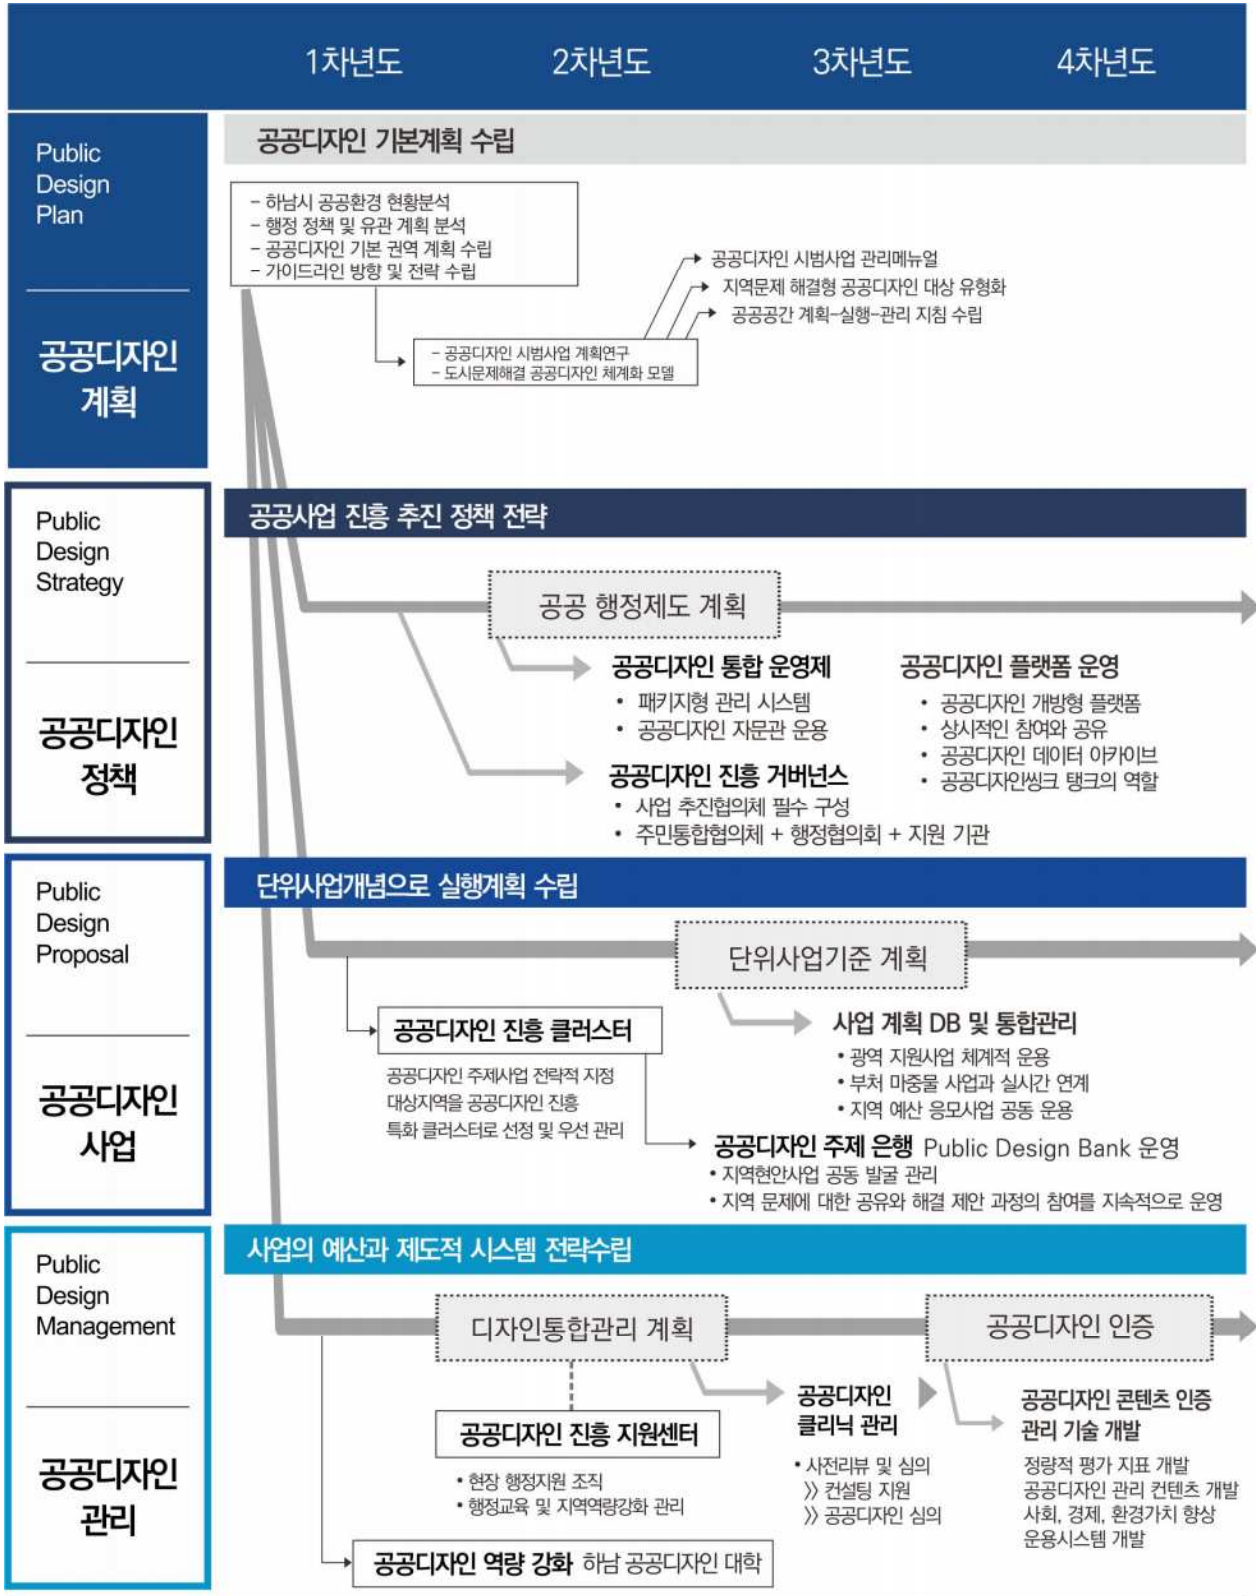 1차년도 2차년도 3차년도 4차년도
Public
Design
Plan
공공디자인
계획
공공디자인 기본계획 수립
– 하남시 공공환경 현황분석
– 행정 정책 및 유관 계획 분석
– 공공디자인 기본 권역 계획 수립
– 가이드라인 방향 및 전략 수립
– 공공디자인 시범사업 계획연구
– 도시문제해결 공공디자인 체계화 모델
공공디자인 시범사업 관리메뉴얼
지역문제 해결형 공공디자인 대상 유형화
공공공간 계획–실행–관리 지침 수립
Public
Design
Strategy
공공디자인
정책
공공사업 진흥 추진 정책 전략
공공 행정제도 계획
공공디자인 통합 운영제
• 패키지형 관리 시스템
• 공공디자인 자문관 운용
공공디자인 플랫폼 운영
• 공공디자인 개방형 플랫폼
• 상시적인 참여와 공유
• 공공디자인 데이터 아카이브
• 공공디자인씽크 탱크의 역할
공공디자인 진흥 거버넌스
• 사업 추진협의체 필수 구성
• 주민통합협의체 + 행정협의회 + 지원 기관
Public
Design
Proposal
공공디자인
사업
단위사업개념으로 실행계획 수립
단위사업기준 계획
공공디자인 진흥 클러스터
공공디자인 주제사업 전략적 지정
대상지역을 공공디자인 진흥
특화 클러스터로 선정 및 우선 관리
사업 계획 DB 및 통합관리
• 광역 지원사업 체계적 운용
• 부처 마중물 사업과 실시간 연계
• 지역 예산 응모사업 공동 운용
공공디자인 주제 은행 Public Design Bank 운영
• 지역현안사업 공동 발굴 관리
• 지역 문제에 대한 공유와 해결 제안 과정의 참여를 지속적으로 운영
Public
Design
Management
공공디자인
관리
사업의 예산과 제도적 시스템 전략수립
디자인통합관리 계획
공공디자인 인증
공공디자인 진흥 지원센터
• 현장 행정지원 조직
• 행정교육 및 지역역량강화 관리
공공디자인
클리닉 관리
• 사전리뷰 및 심의
》 컨설팅 지원
》 공공디자인 심의
공공디자인 콘텐츠 인증
관리 기술 개발
정량적 평가 지표 개발
공공디자인 관리 컨텐츠 개발
사회, 경제, 환경가치 향상
운용시스템 개발
공공디자인 역량 강화 하남 공공디자인 대학